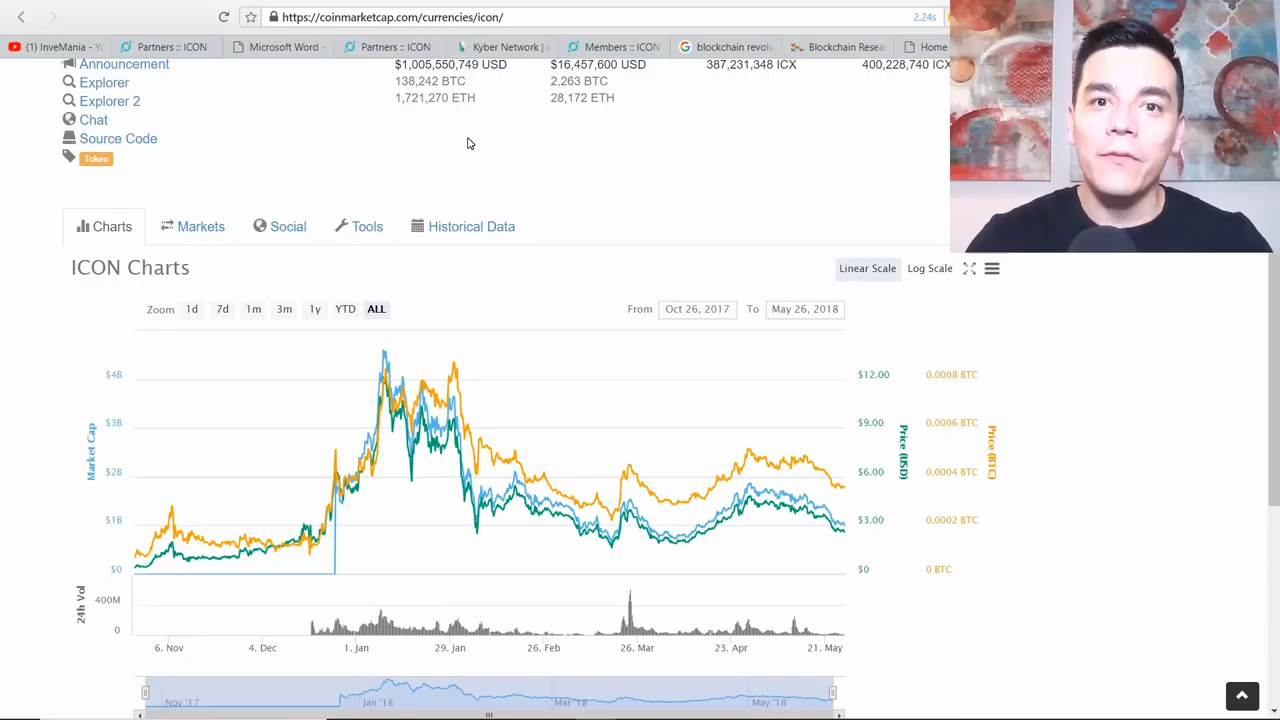 https://coinmarketcap.com/currencies/icon/ 2.24s
(1) InveMania - Yo Partners :: ICON Microsoft Word - Partners :: ICON Kyber Network | Members :: ICON blockchain revolu Blockchain Resea Home
Announcement $1,005,550,749 USD $16,457,600 USD 387,231,348 ICX 400,228,740 ICX
Explorer 138,242 BTC 2,263 BTC
Explorer 2 1,721,270 ETH 28,172 ETH
Chat
Source Code
Token
Charts Markets Social Tools Historical Data
ICON Charts
Linear Scale Log Scale
Zoom 1d 7d 1m 3m 1y YTD ALL From Oct 26, 2017 To May 26, 2018
$4B $12.00 0.0008 BTC
$3B $9.00 0.0006 BTC
Market Cap Price (USD) Price (BTC)
$2B $6.00 0.0004 BTC
$1B $3.00 0.0002 BTC
$0 $0 0 BTC
24h Vol
400M
0
6. Nov 4. Dec 1. Jan 29. Jan 26. Feb 26. Mar 23. Apr 21. May
Nov '17 Jan '18 Mar '18 May '18